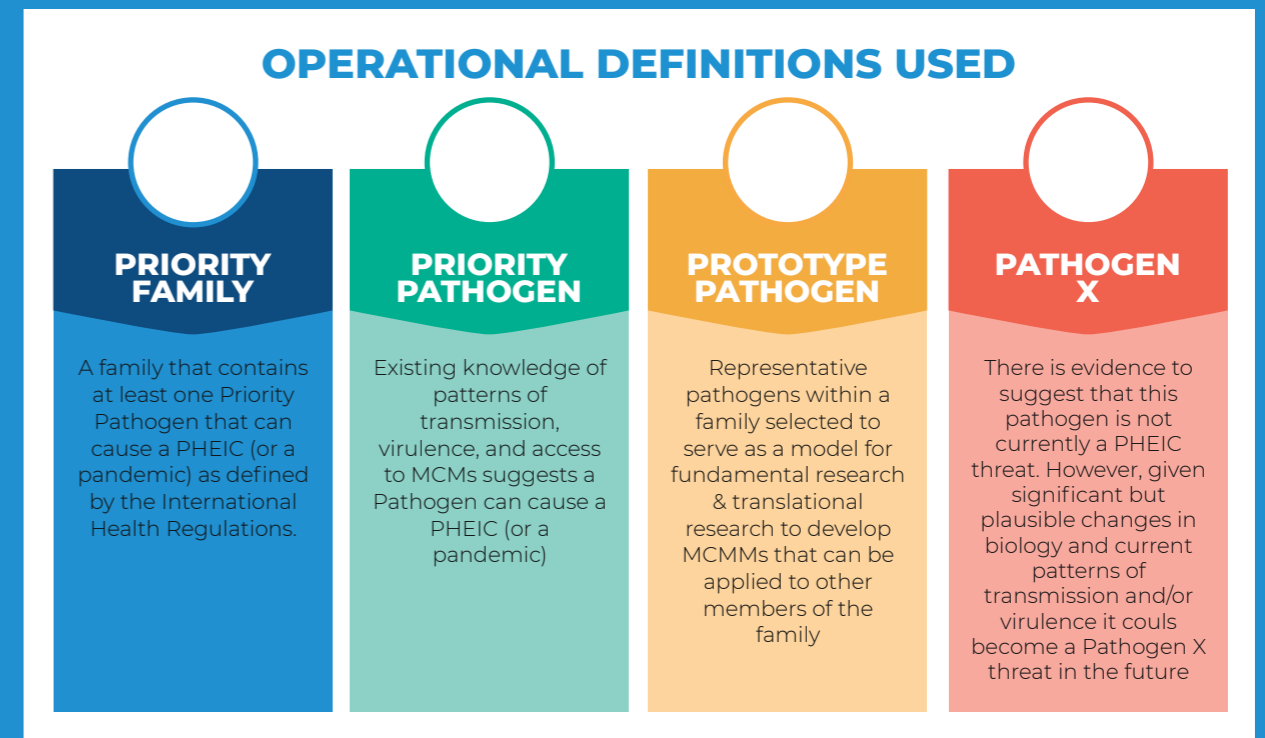 OPERATIONAL DEFINITIONS USED
PRIORITY
FAMILY
A family that contains
at least one Priority
Pathogen that can
cause a PHEIC (or a
pandemic) as defined
by the International
Health Regulations.
PRIORITY
PATHOGEN
Existing knowledge of
patterns of
transmission,
virulence, and access
to MCMs suggests a
Pathogen can cause a
PHEIC (or a
pandemic)
PROTOTYPE
PATHOGEN
Representative
pathogens within a
family selected to
serve as a model for
fundamental research
& translational
research to develop
MCMMs that can be
applied to other
members of the
family
PATHOGEN
X
There is evidence to
suggest that this
pathogen is not
currently a PHEIC
threat. However, given
significant but
plausible changes in
biology and current
patterns of
transmission and/or
virulence it couls
become a Pathogen X
threat in the future